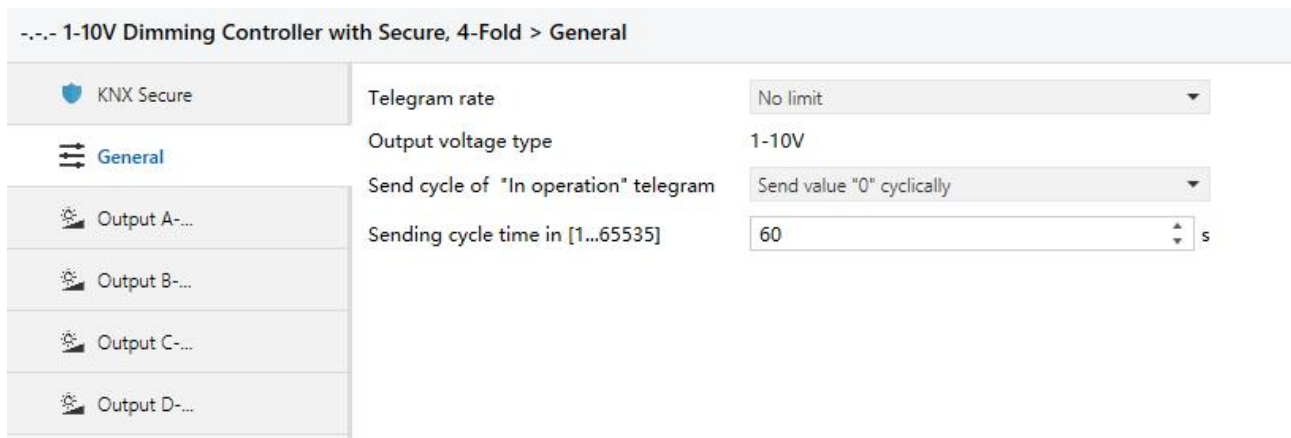 -.-.- 1-10V Dimming Controller with Secure, 4-Fold > General
KNX Secure
General
Output A-...
Output B-...
Output C-...
Output D-...
Telegram rate No limit
Output voltage type 1-10V
Send cycle of "In operation" telegram Send value "0" cyclically
Sending cycle time in [1...65535] 60 s